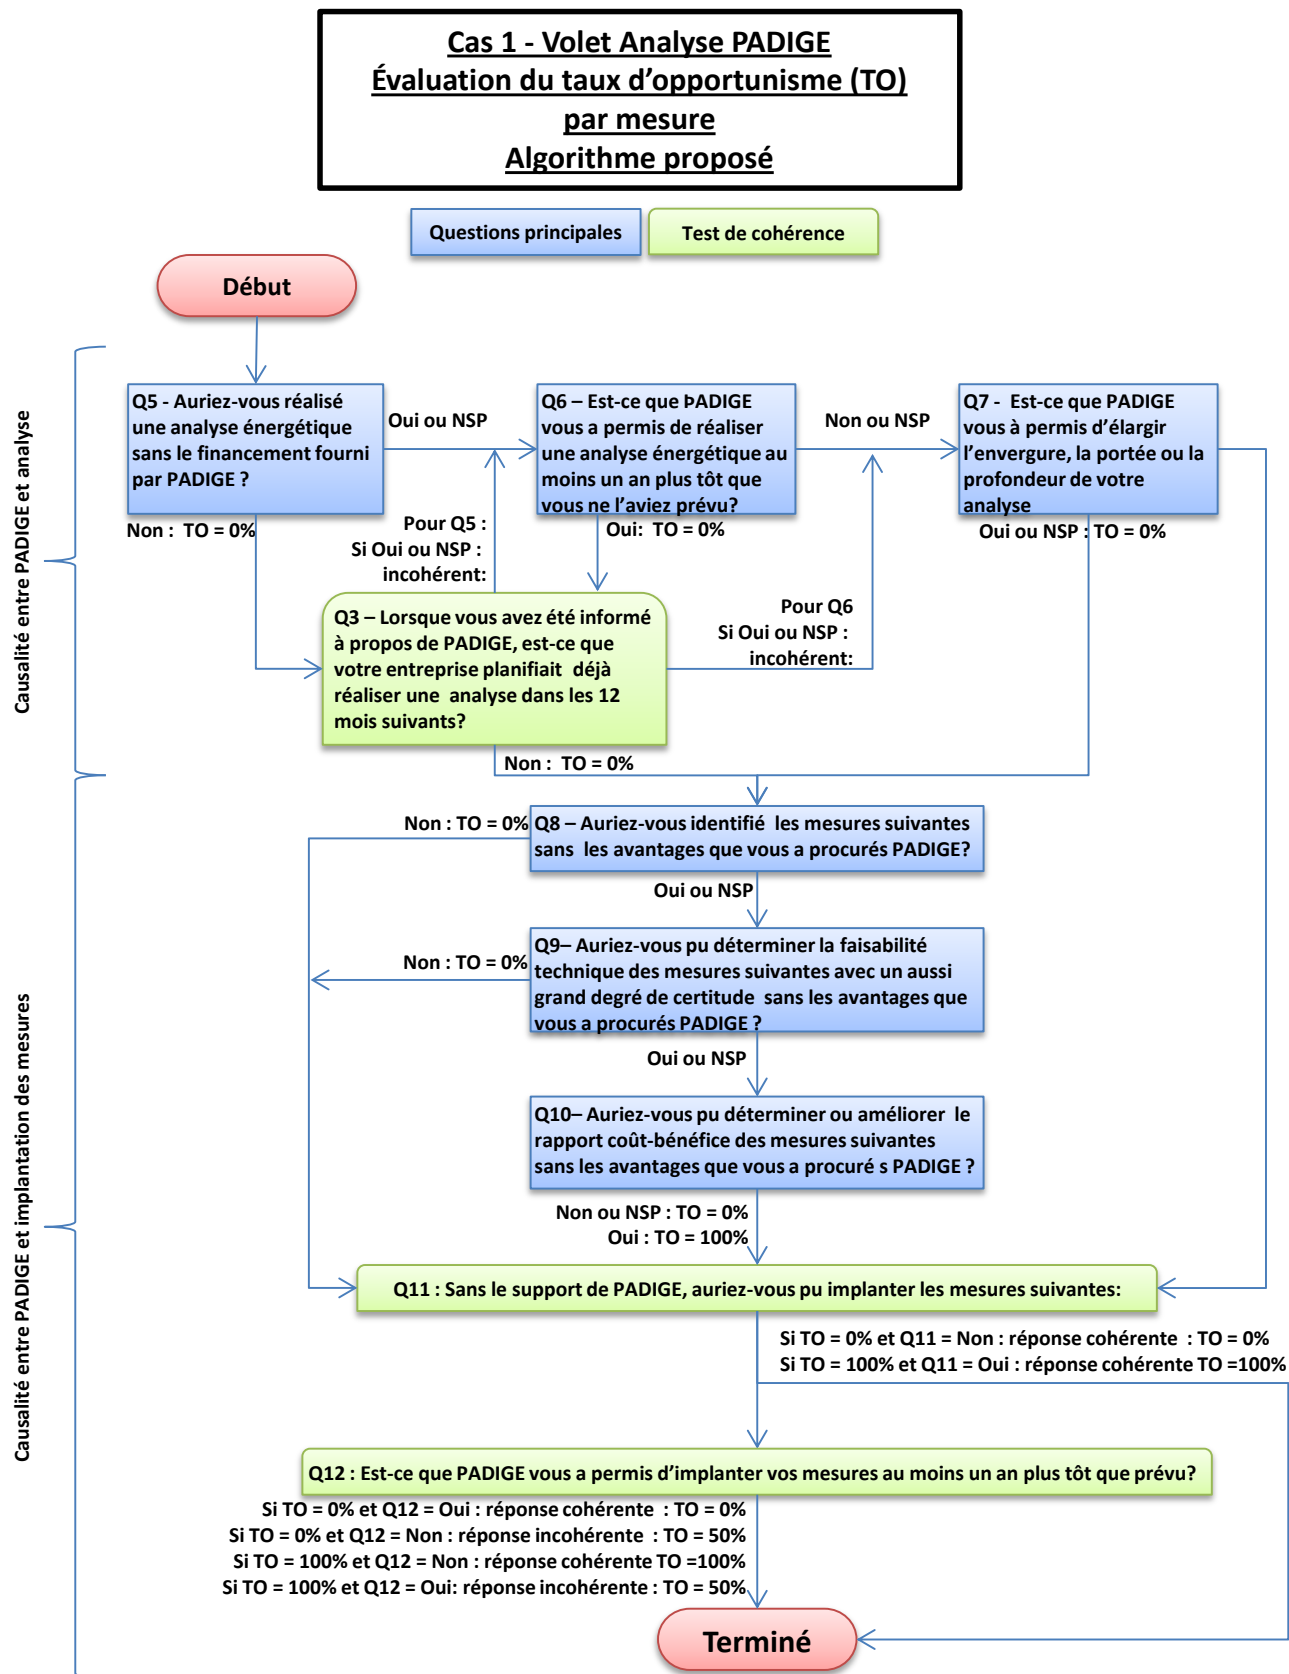 Cas 1 - Volet Analyse PADIGE
Évaluation du taux d’opportunisme (TO)
par mesure
Algorithme proposé
Questions principales
Test de cohérence
Début
Causalité entre PADIGE et analyse
Q5 - Auriez-vous réalisé
une analyse énergétique
sans le financement fourni
par PADIGE ?
Oui ou NSP
Q6 – Est-ce que PADIGE
vous a permis de réaliser
une analyse énergétique au
moins un an plus tôt que
vous ne l’aviez prévu?
Non ou NSP
Q7 - Est-ce que PADIGE
vous à permis d’élargir
l’envergure, la portée ou la
profondeur de votre
analyse
Non : TO = 0%
Pour Q5 :
Si Oui ou NSP :
incohérent:
Oui: TO = 0%
Oui ou NSP : TO = 0%
Q3 – Lorsque vous avez été informé
à propos de PADIGE, est-ce que
votre entreprise planifiait déjà
réaliser une analyse dans les 12
mois suivants?
Pour Q6
Si Oui ou NSP :
incohérent:
Non : TO = 0%
Causalité entre PADIGE et implantation des mesures
Non : TO = 0%
Q8 – Auriez-vous identifié les mesures suivantes
sans les avantages que vous a procurés PADIGE?
Oui ou NSP
Non : TO = 0%
Q9– Auriez-vous pu déterminer la faisabilité
technique des mesures suivantes avec un aussi
grand degré de certitude sans les avantages que
vous a procurés PADIGE ?
Oui ou NSP
Q10– Auriez-vous pu déterminer ou améliorer le
rapport coût-bénéfice des mesures suivantes
sans les avantages que vous a procuré s PADIGE ?
Non ou NSP : TO = 0%
Oui : TO = 100%
Q11 : Sans le support de PADIGE, auriez-vous pu implanter les mesures suivantes:
Si TO = 0% et Q11 = Non : réponse cohérente : TO = 0%
Si TO = 100% et Q11 = Oui : réponse cohérente TO =100%
Q12 : Est-ce que PADIGE vous a permis d’implanter vos mesures au moins un an plus tôt que prévu?
Si TO = 0% et Q12 = Oui : réponse cohérente : TO = 0%
Si TO = 0% et Q12 = Non : réponse incohérente : TO = 50%
Si TO = 100% et Q12 = Non : réponse cohérente TO =100%
Si TO = 100% et Q12 = Oui: réponse incohérente : TO = 50%
Terminé